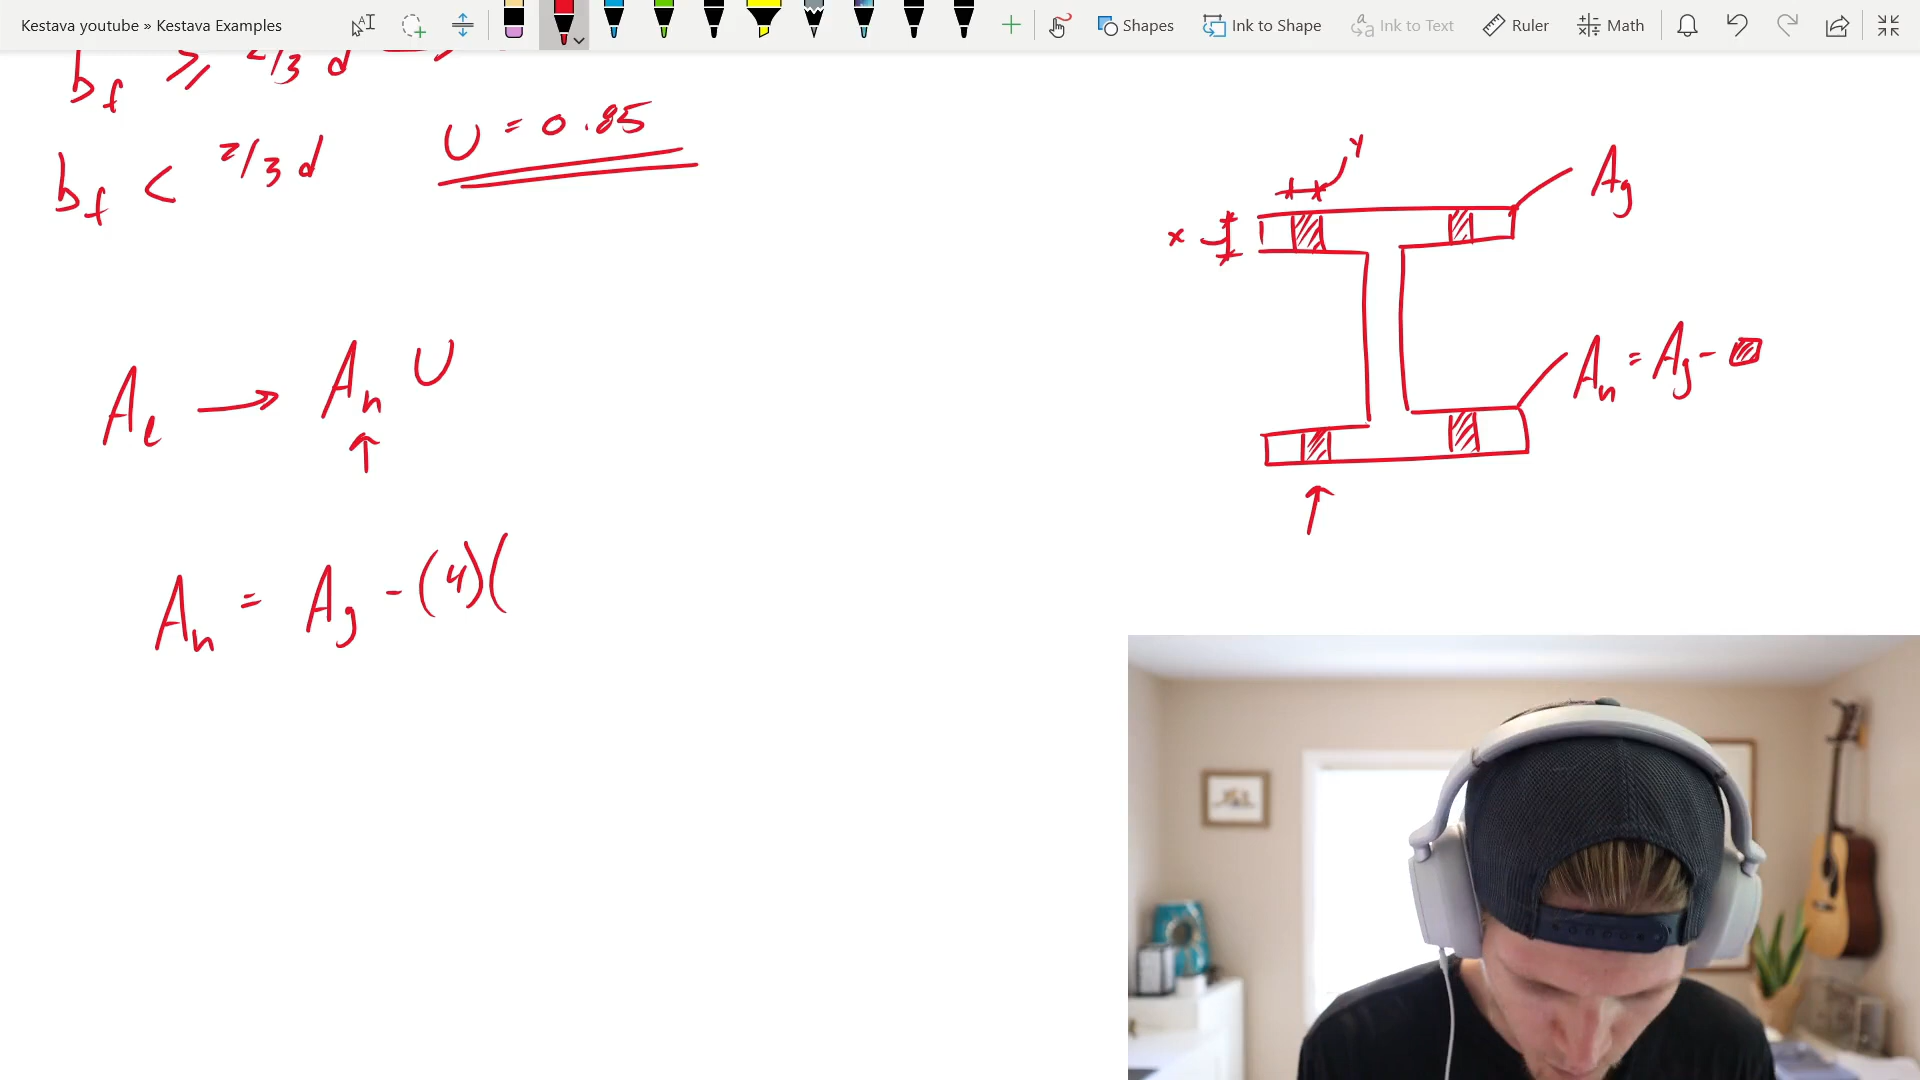 Kestava youtube » Kestava Examples
Shapes
Ink to Shape
Ink to Text
Ruler
Math
bf ≥ 2/3 d
bf < 2/3 d
U = 0.85
Ae → An U
↑
An = Ag - (4)(
y
x
Ag
An = Ag -